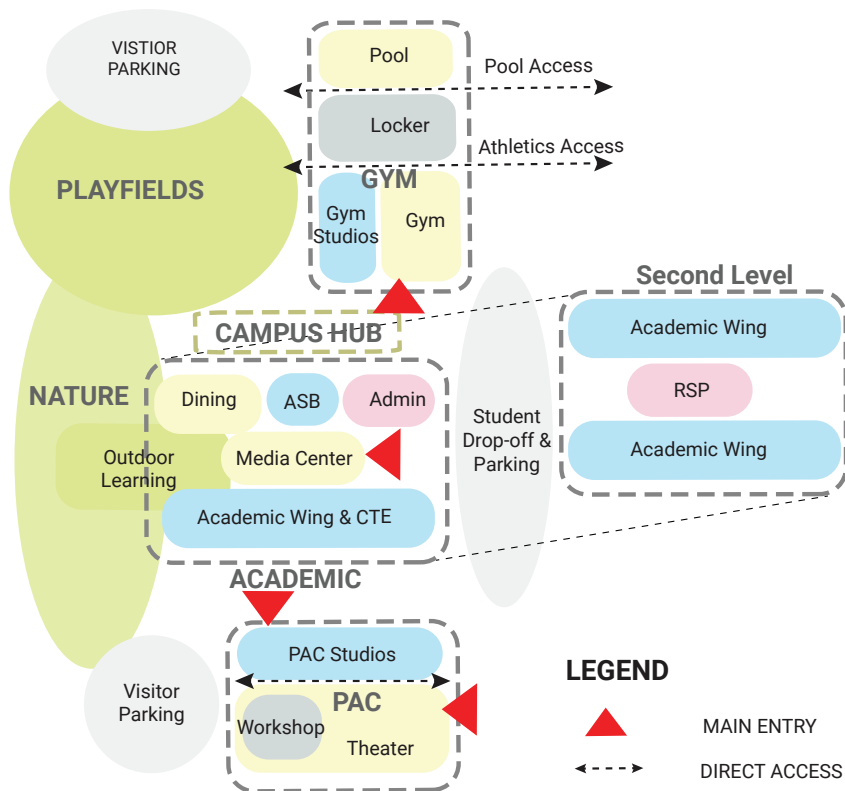 VISTIOR
PARKING
Pool
Pool Access
Locker
Athletics Access
GYM
PLAYFIELDS
Gym
Studios
Gym
Second Level
Academic Wing
CAMPUS HUB
NATURE
Dining
ASB
Admin
RSP
Student
Drop-off &
Parking
Outdoor
Learning
Media Center
Academic Wing
Academic Wing & CTE
ACADEMIC
PAC Studios
Visitor
Parking
PAC
Workshop
Theater
LEGEND
MAIN ENTRY
DIRECT ACCESS